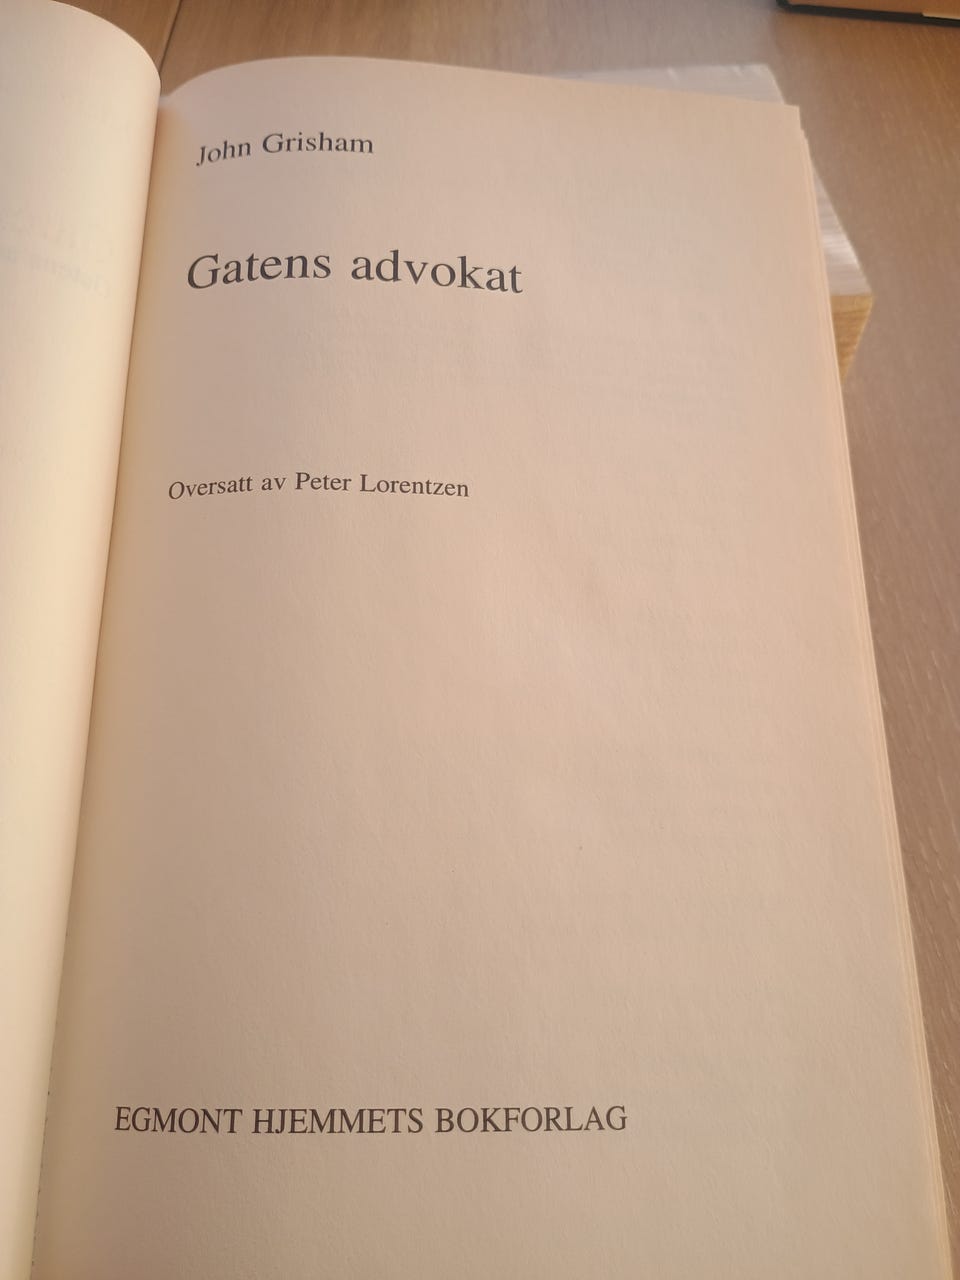 John Grisham
Gatens advokat
Oversatt av Peter Lorentzen
EGMONT HJEMMETS BOKFORLAG